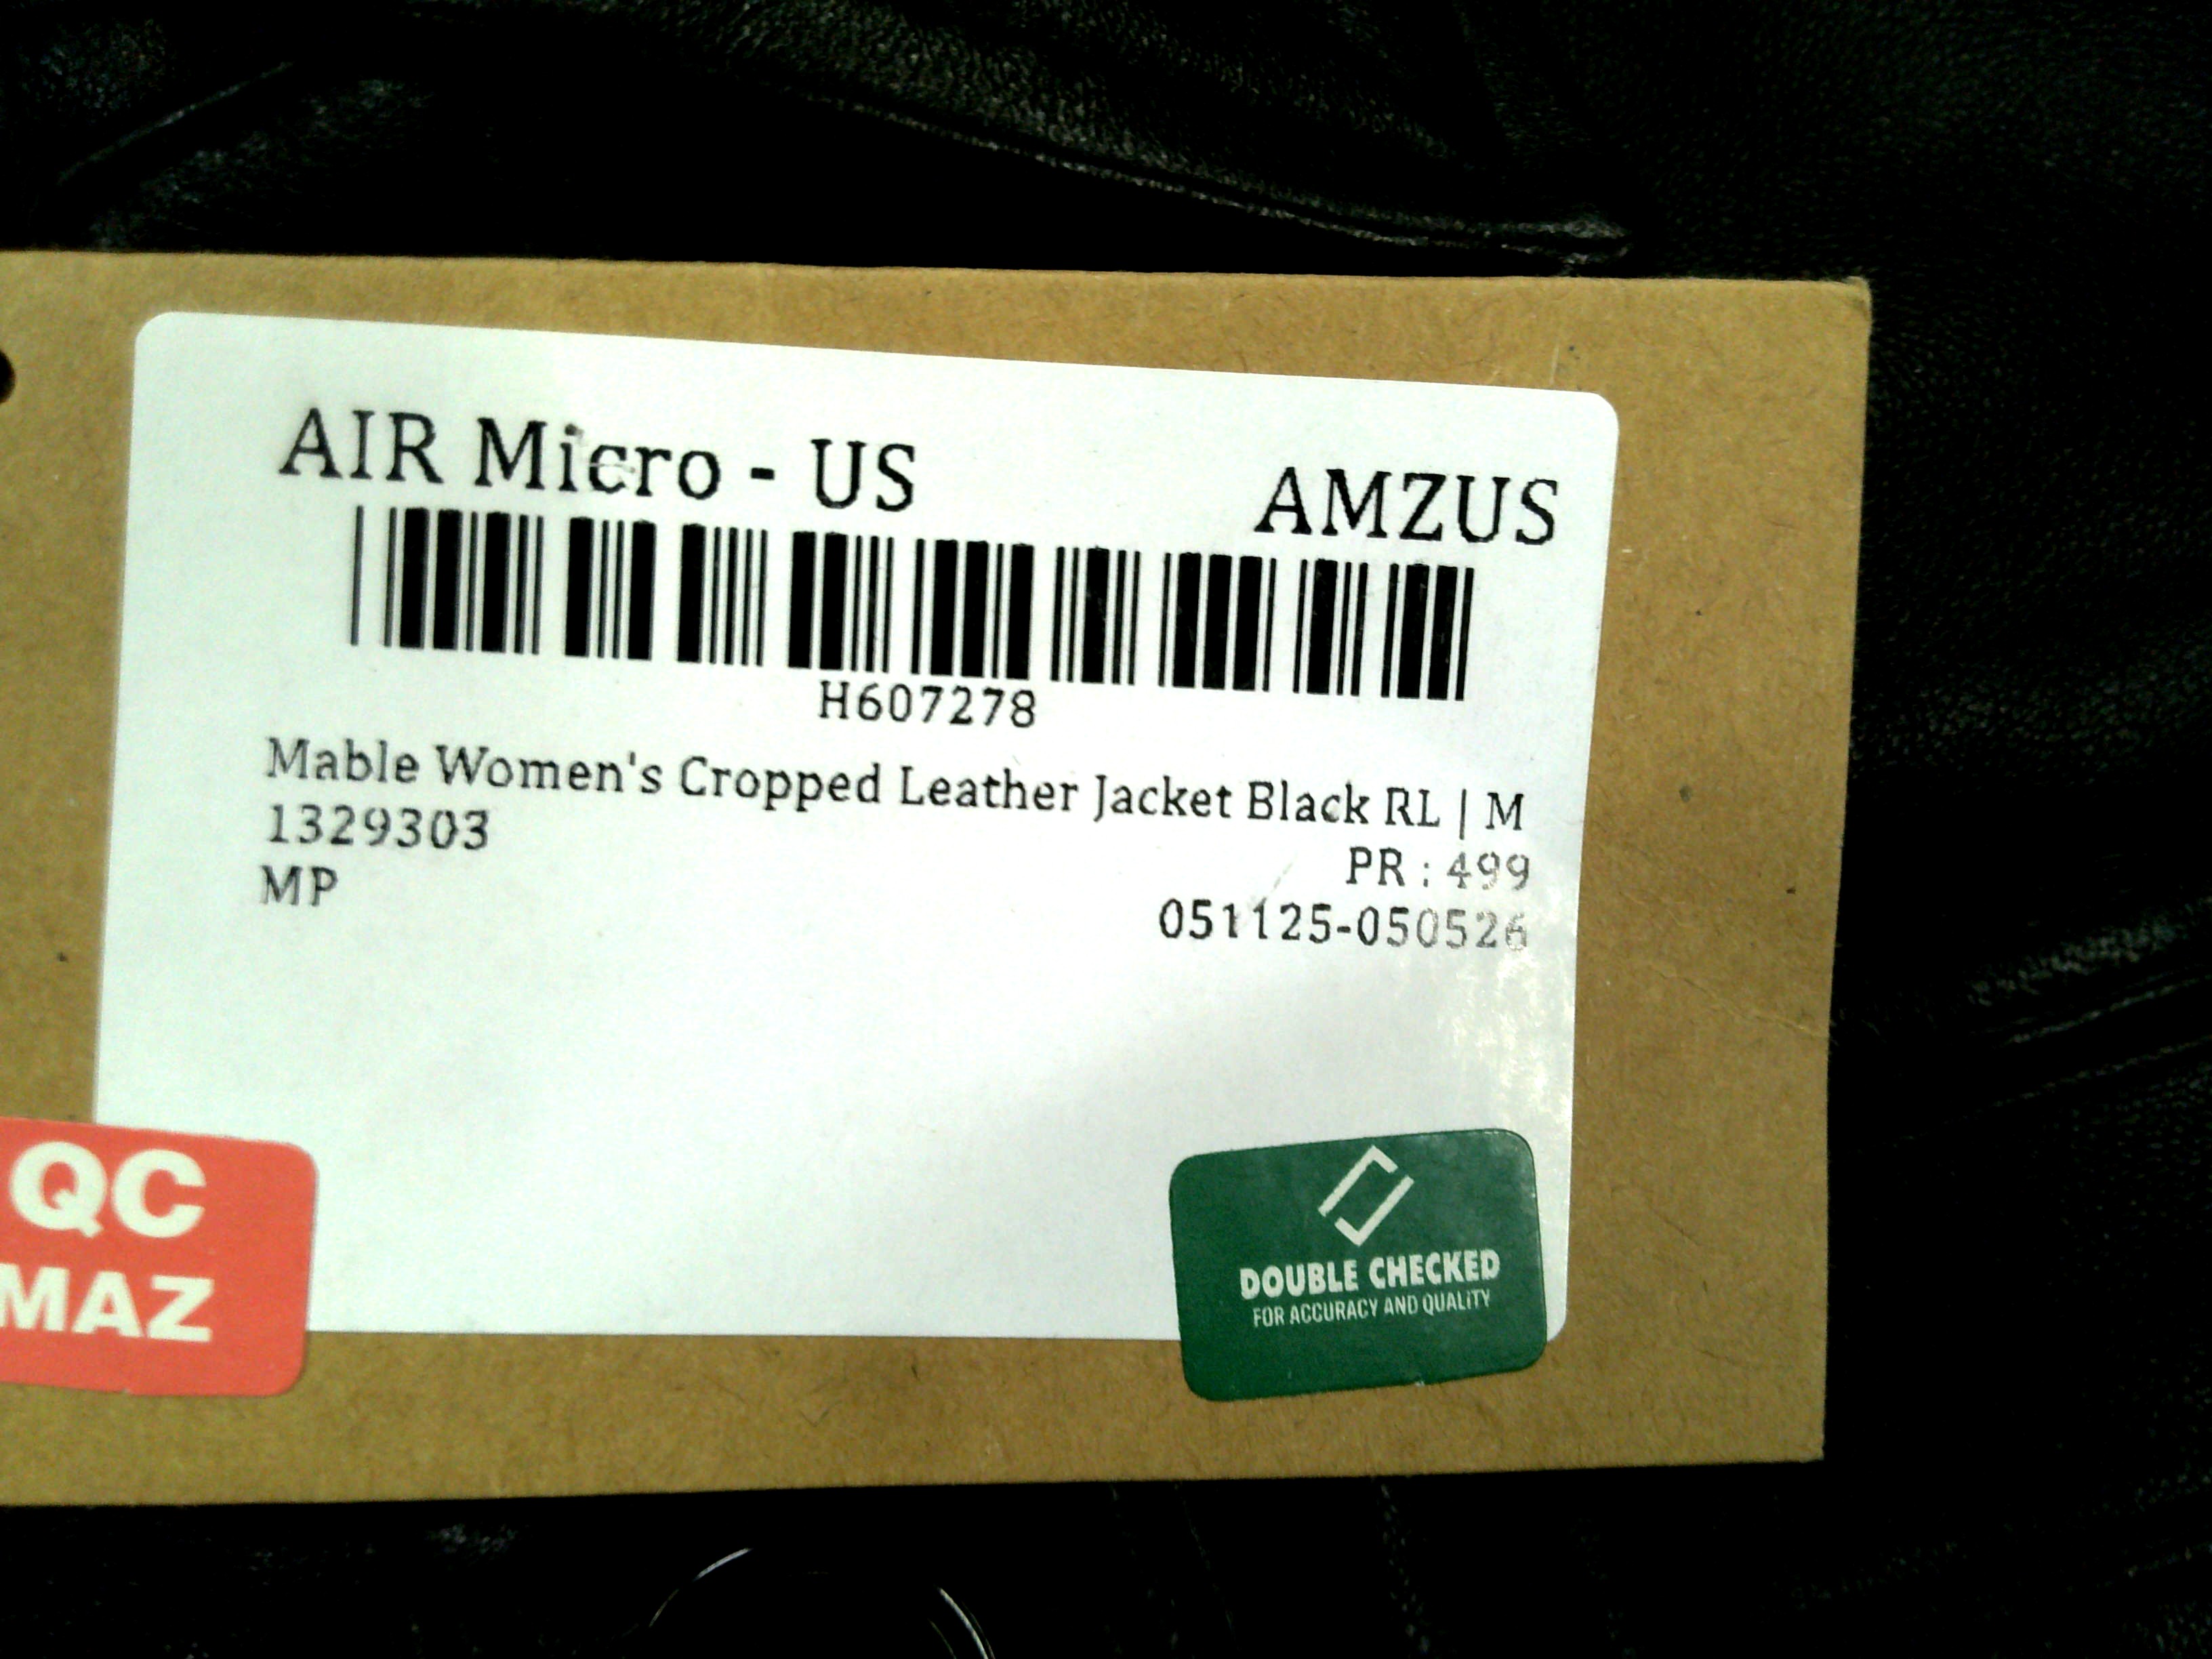 AIR Micro - US
AMZUS
H607278
Mable Women's Cropped Leather Jacket Black RL | M
1329303
PR : 499
MP
051125-050526
QC
MAZ
DOUBLE CHECKED
FOR ACCURACY AND QUALITY